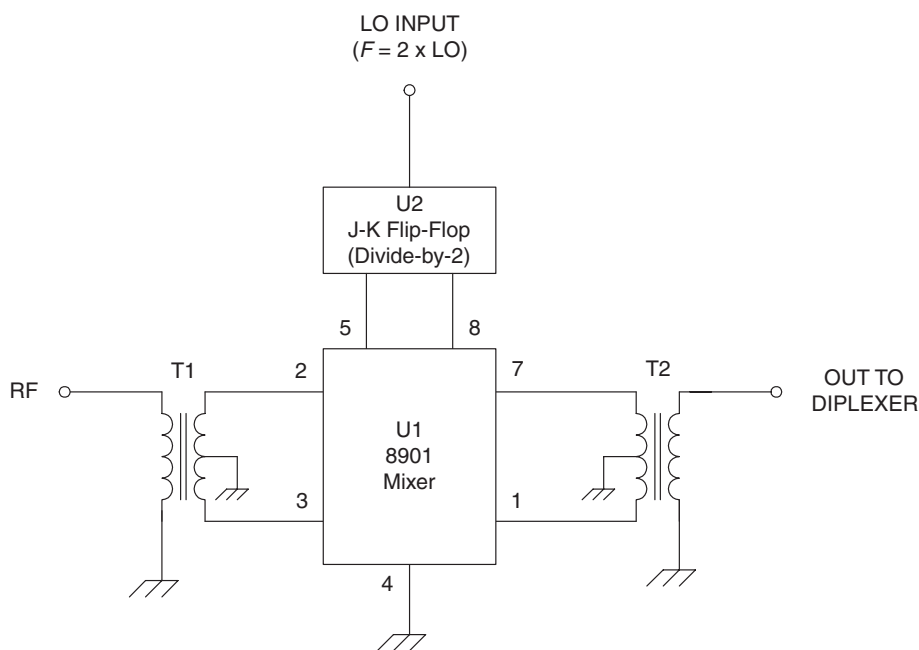 LO INPUT
(F = 2 x LO)
U2
J-K Flip-Flop
(Divide-by-2)
5
8
T1
2
7
T2
RF
OUT TO
DIPLEXER
U1
8901
Mixer
3
1
4